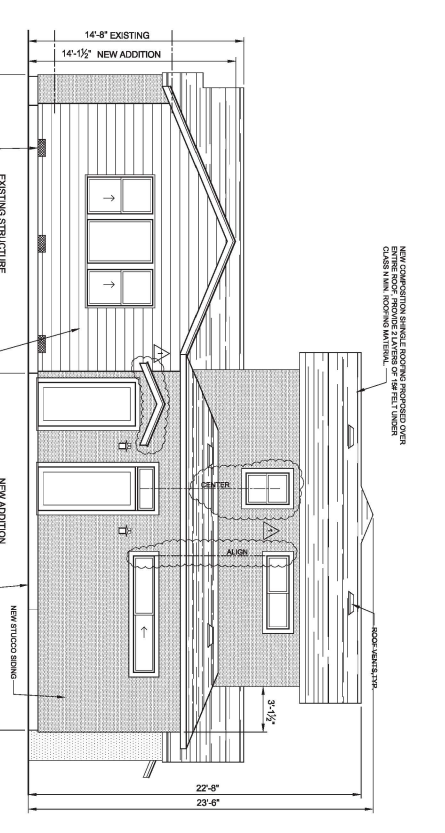 14'-8" EXISTING
14'-1½" NEW ADDITION
NEW COMPOSITION SHINGLE ROOFING PROPOSED OVER
ENTIRE ROOF. PROVIDE 2 LAYERS OF 15# FELT UNDER
CLASS N MIN. ROOFING MATERIAL
EXISTING STRUCTURE
1
CENTER
1
ALIGN
ROOF VENTS,TYP.
NEW ADDITION
NEW STUCCO SIDING
3'-1½"
22'-8"
23'-6"